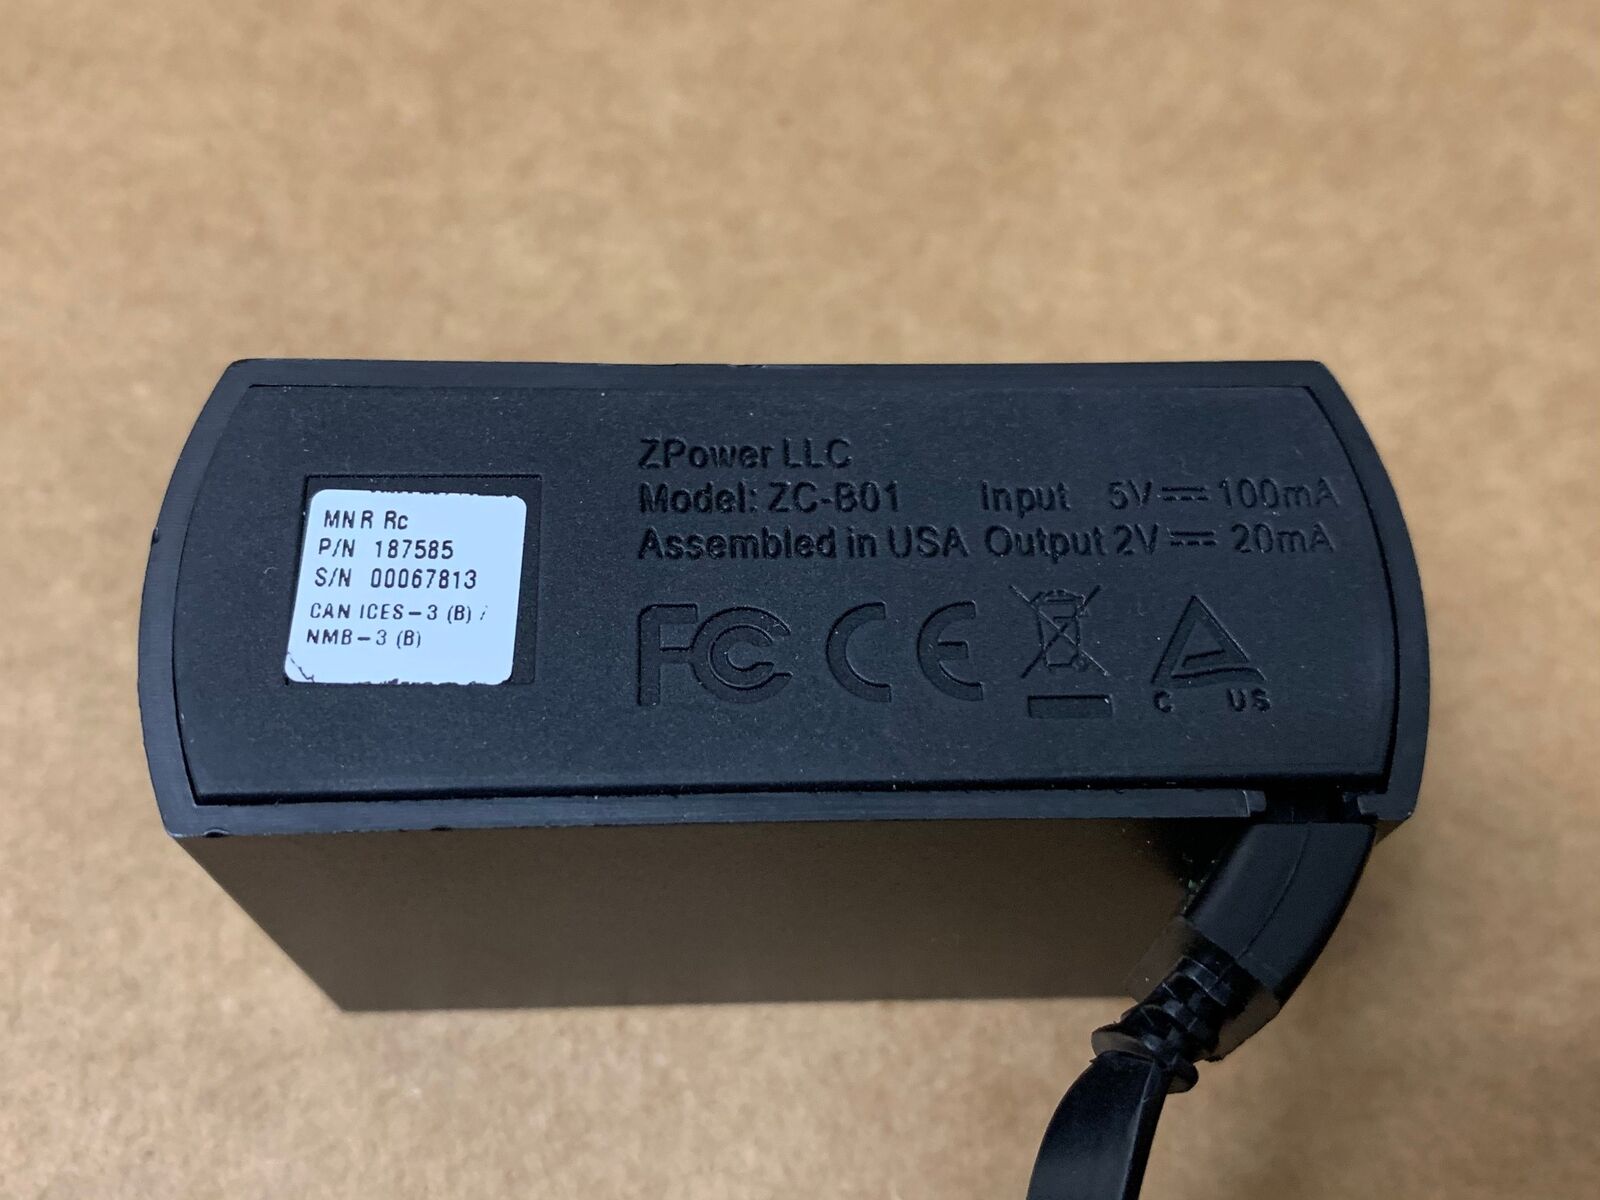 MNR Rc
P/N 187585
S/N 00067813
CAN ICES-3 (B) /
NMB-3 (B)
ZPower LLC
Model: ZC-B01 Input 5V⎓100mA
Assembled in USA Output 2V⎓20mA
FC CE
C US